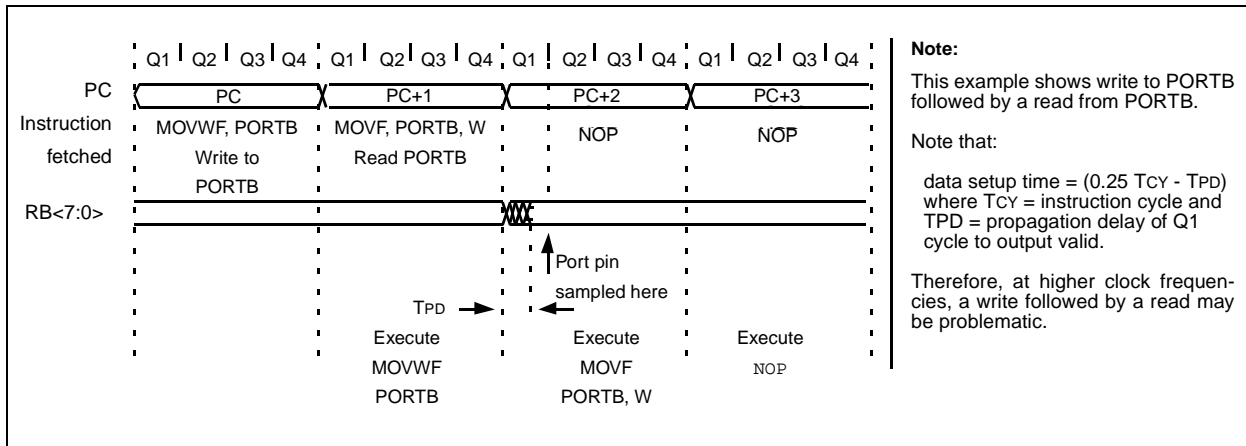 Q1 Q2 Q3 Q4 Q1 Q2 Q3 Q4 Q1 Q2 Q3 Q4 Q1 Q2 Q3 Q4
PC PC PC+1 PC+2 PC+3
Instruction MOVWF, PORTB MOVF, PORTB, W NOP NOP
fetched Write to Read PORTB
PORTB
RB<7:0>
Port pin
sampled here
TPD
Execute Execute Execute
MOVWF MOVF NOP
PORTB PORTB, W
Note:
This example shows write to PORTB
followed by a read from PORTB.
Note that:
data setup time = (0.25 TCY - TPD)
where TCY = instruction cycle and
TPD = propagation delay of Q1
cycle to output valid.
Therefore, at higher clock frequen-
cies, a write followed by a read may
be problematic.